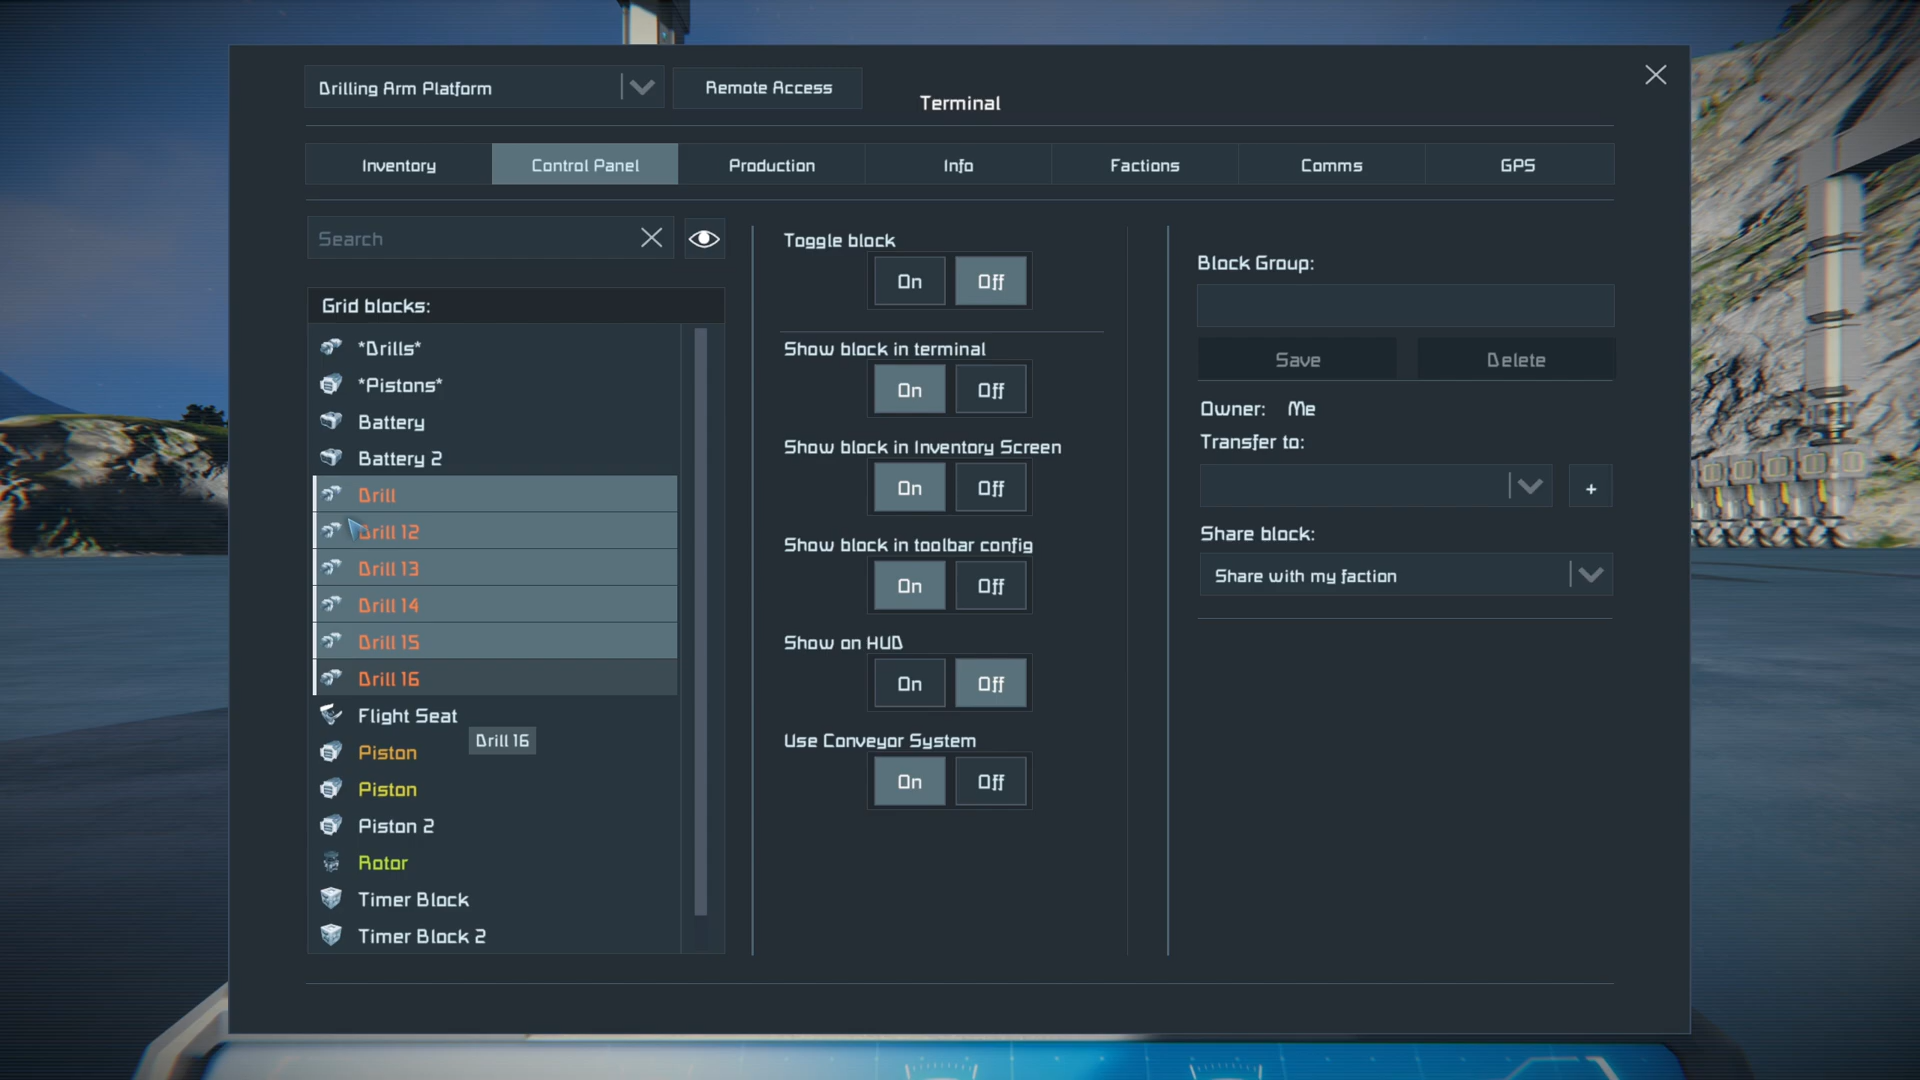 Drilling Arm Platform
Remote Access
Terminal
Inventory
Control Panel
Production
Info
Factions
Comms
GPS
Search
Grid blocks:
*Drills*
*Pistons*
Battery
Battery 2
Drill
Drill 12
Drill 13
Drill 14
Drill 15
Drill 16
Flight Seat
Drill 16
Piston
Piston
Piston 2
Rotor
Timer Block
Timer Block 2
Toggle block
On Off
Show block in terminal
On Off
Show block in Inventory Screen
On Off
Show block in toolbar config
On Off
Show on HUD
On Off
Use Conveyor System
On Off
Block Group:
Save Delete
Owner: Me
Transfer to:
+
Share block:
Share with my faction